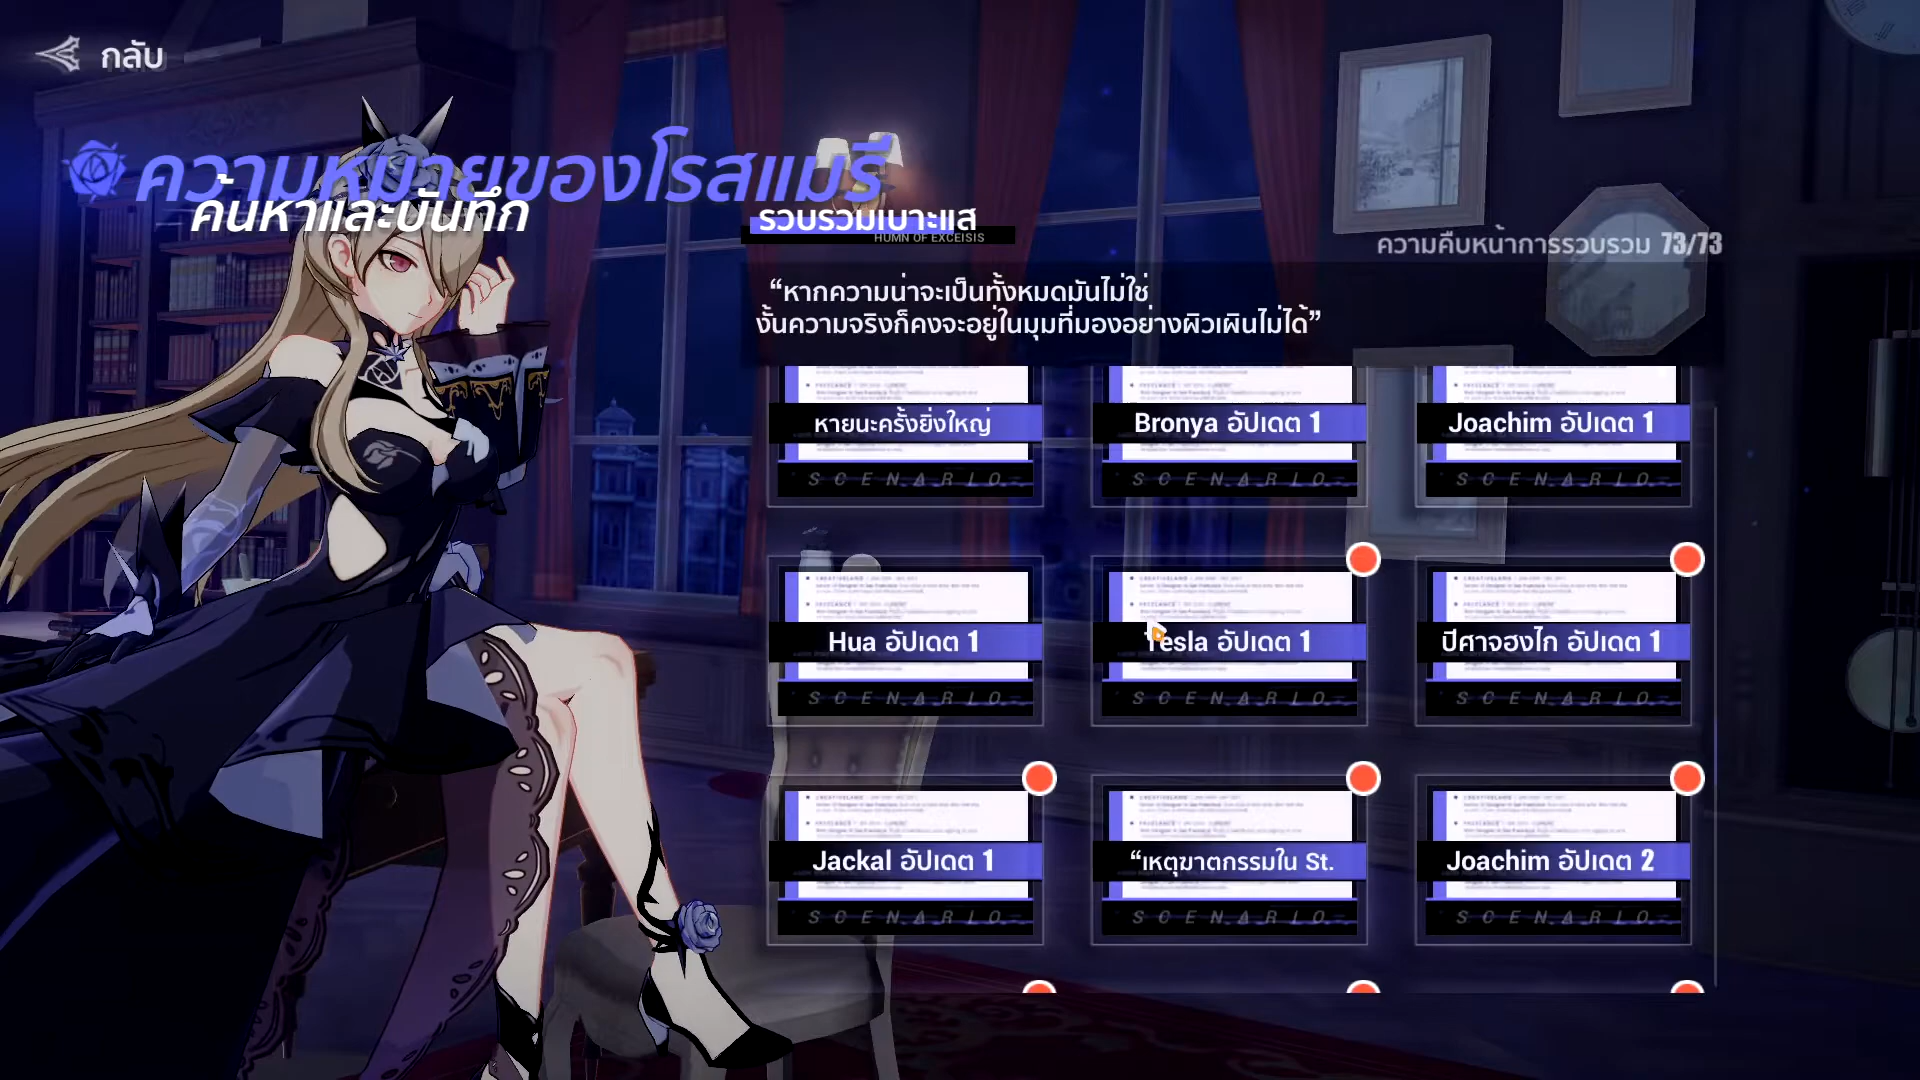 กลับ
ความหมายของโรสแมรี
ค้นหาและบันทึก
รวบรวมเบาะแส
HUMN OF EXCEISIS
ความคืบหน้าการรวบรวม 73/73
“หากความน่าจะเป็นทั้งหมดมันไม่ใช่
งั้นความจริงก็คงจะอยู่ในมุมที่มองอย่างผิวเผินไม่ได้”
หายนะครั้งยิ่งใหญ่
Bronya อัปเดต 1
Joachim อัปเดต 1
SCENARIO
SCENARIO
SCENARIO
Hua อัปเดต 1
Tesla อัปเดต 1
ปีศาจฮงไก อัปเดต 1
SCENARIO
SCENARIO
SCENARIO
Jackal อัปเดต 1
“เหตุฆาตกรรมใน St.
Joachim อัปเดต 2
SCENARIO
SCENARIO
SCENARIO